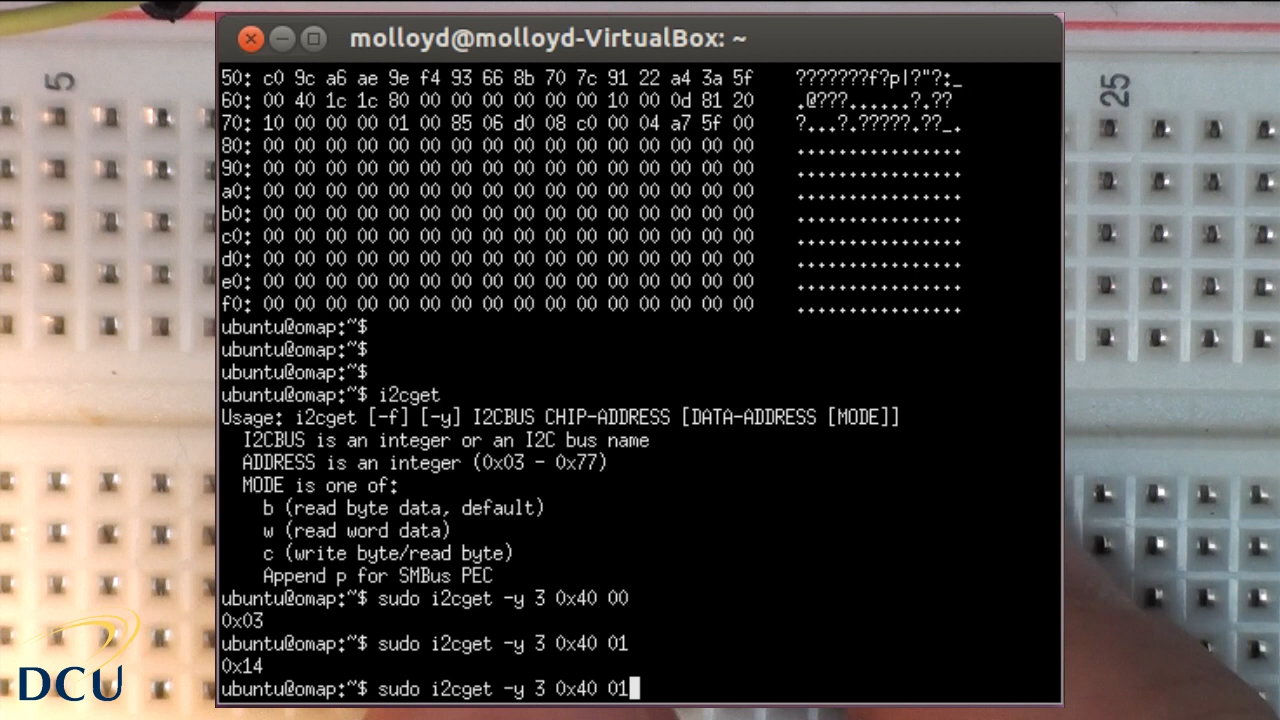 molloyd@molloyd-VirtualBox: ~
5
25
50: c0 9c a6 ae 9e f4 93 66 8b 70 7c 91 22 a4 3a 5f    ???????f?p|?"?:_
60: 00 40 1c 1c 80 00 00 00 00 00 00 10 00 0d 81 20    .@???......?.?? 
70: 10 00 00 00 01 00 85 06 d0 08 c0 00 04 a7 5f 00    ?...?.?????.??_.
80: 00 00 00 00 00 00 00 00 00 00 00 00 00 00 00 00    ................
90: 00 00 00 00 00 00 00 00 00 00 00 00 00 00 00 00    ................
a0: 00 00 00 00 00 00 00 00 00 00 00 00 00 00 00 00    ................
b0: 00 00 00 00 00 00 00 00 00 00 00 00 00 00 00 00    ................
c0: 00 00 00 00 00 00 00 00 00 00 00 00 00 00 00 00    ................
d0: 00 00 00 00 00 00 00 00 00 00 00 00 00 00 00 00    ................
e0: 00 00 00 00 00 00 00 00 00 00 00 00 00 00 00 00    ................
f0: 00 00 00 00 00 00 00 00 00 00 00 00 00 00 00 00    ................
ubuntu@omap:~$
ubuntu@omap:~$
ubuntu@omap:~$
ubuntu@omap:~$ i2cget
Usage: i2cget [-f] [-y] I2CBUS CHIP-ADDRESS [DATA-ADDRESS [MODE]]
  I2CBUS is an integer or an I2C bus name
  ADDRESS is an integer (0x03 - 0x77)
  MODE is one of:
    b (read byte data, default)
    w (read word data)
    c (write byte/read byte)
    Append p for SMBus PEC
ubuntu@omap:~$ sudo i2cget -y 3 0x40 00
0x03
ubuntu@omap:~$ sudo i2cget -y 3 0x40 01
0x14
ubuntu@omap:~$ sudo i2cget -y 3 0x40 01
DCU